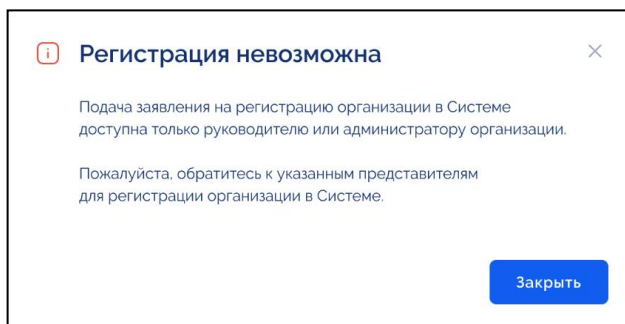 Регистрация невозможна
Подача заявления на регистрацию организации в Системе
доступна только руководителю или администратору организации.
Пожалуйста, обратитесь к указанным представителям
для регистрации организации в Системе.
Закрыть